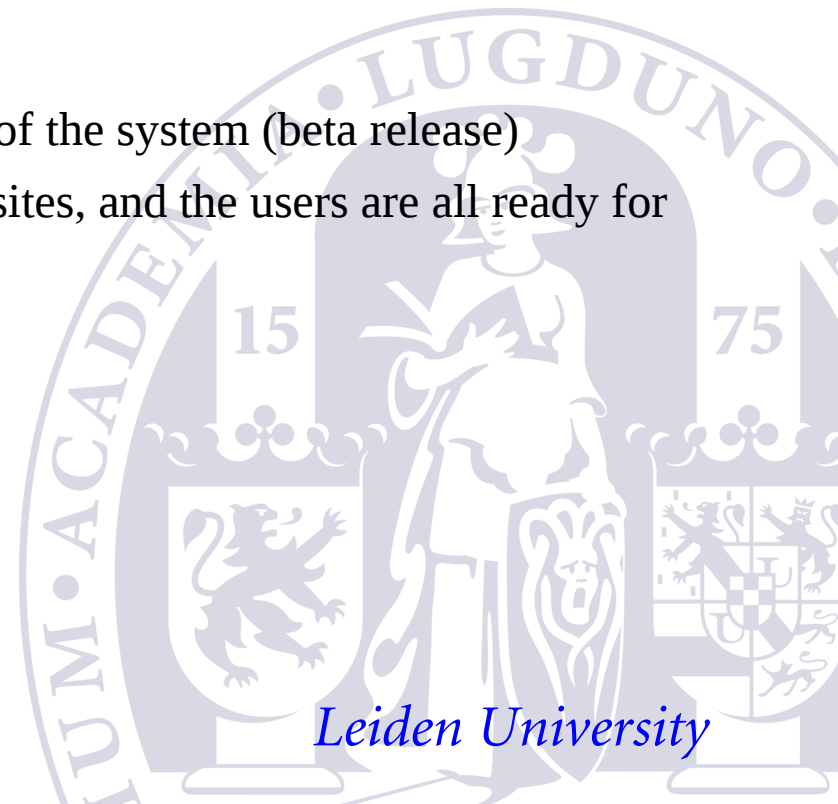 of the system (beta release)
sites, and the users are all ready for
IUM • ACADEMIA • LUGDUNO •
15 75
Leiden University